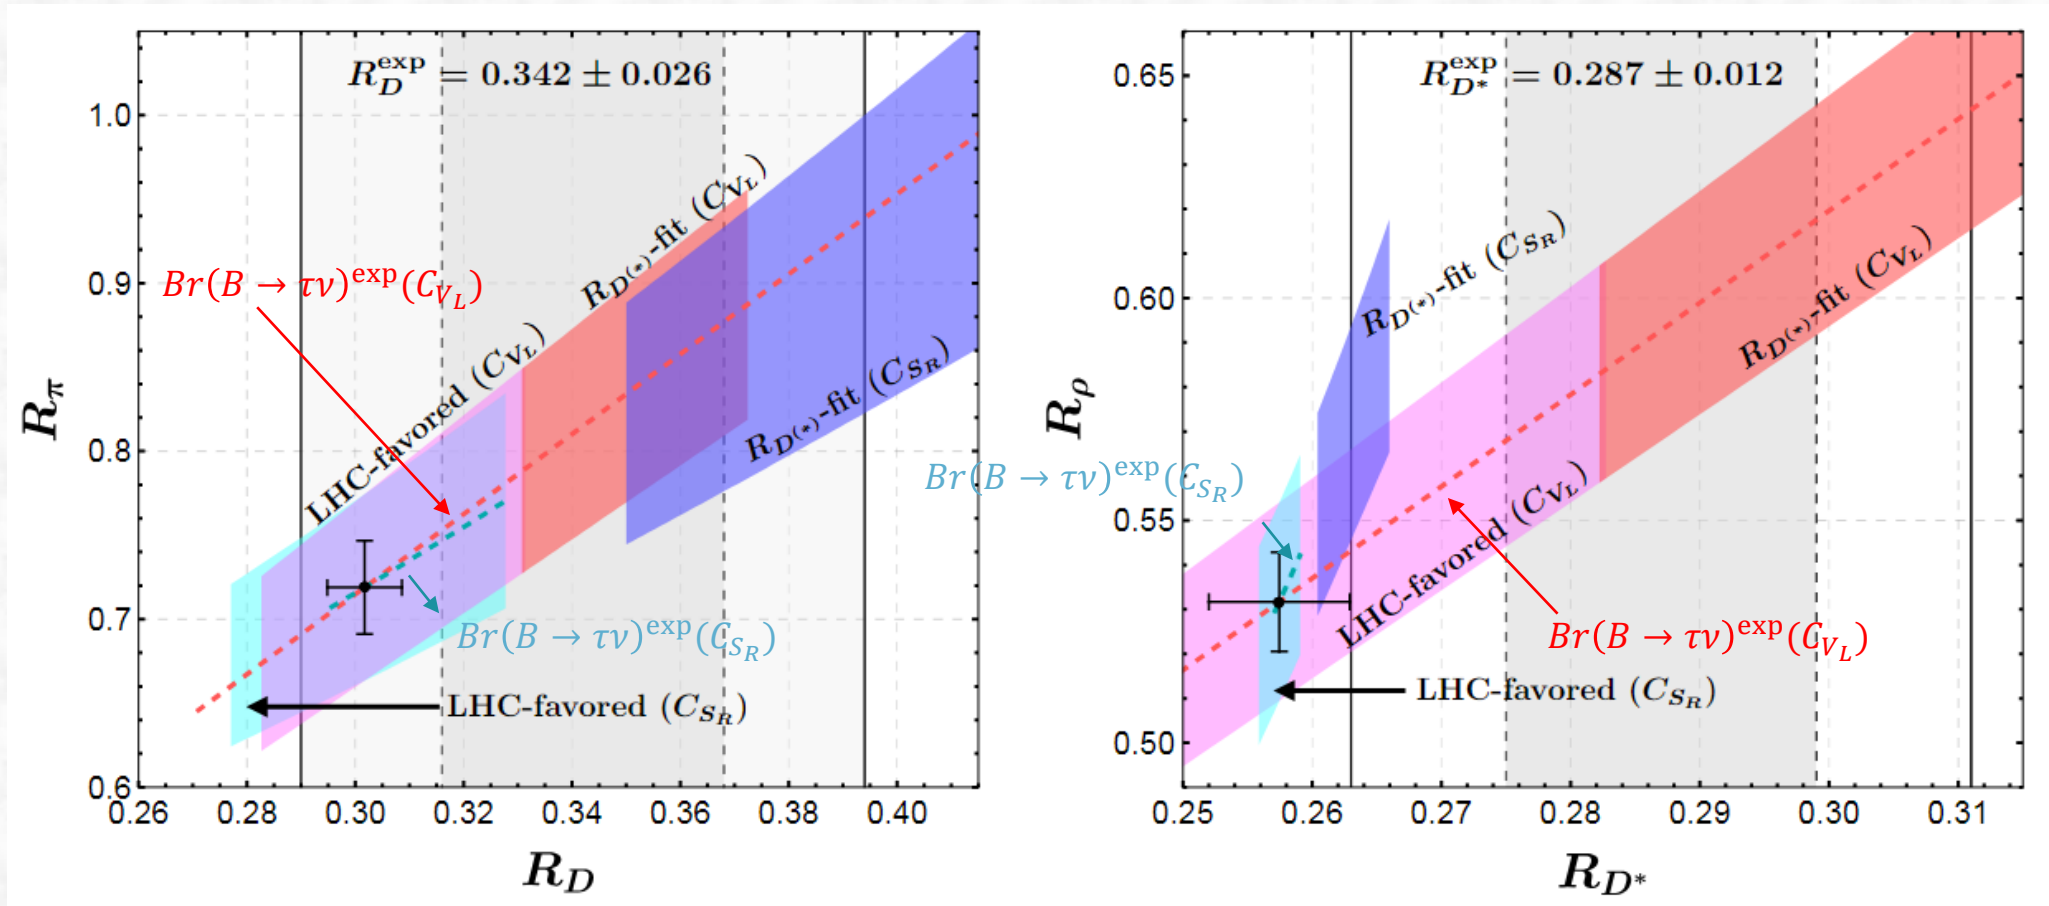 R_D^exp = 0.342 ± 0.026
1.0
0.9
0.8
0.7
0.6
R_π
Br(B → τν)^exp(C_{V_L})
R_{D^(*)}-fit (C_{V_L})
LHC-favored (C_{V_L})
R_{D^(*)}-fit (C_{S_R})
Br(B → τν)^exp(C_{S_R})
LHC-favored (C_{S_R})
0.26 0.28 0.30 0.32 0.34 0.36 0.38 0.40
R_D
R_{D^*}^exp = 0.287 ± 0.012
0.65
0.60
0.55
0.50
R_ρ
R_{D^(*)}-fit (C_{S_R})
R_{D^(*)}-fit (C_{V_L})
Br(B → τν)^exp(C_{S_R})
LHC-favored (C_{V_L})
Br(B → τν)^exp(C_{V_L})
LHC-favored (C_{S_R})
0.25 0.26 0.27 0.28 0.29 0.30 0.31
R_{D^*}